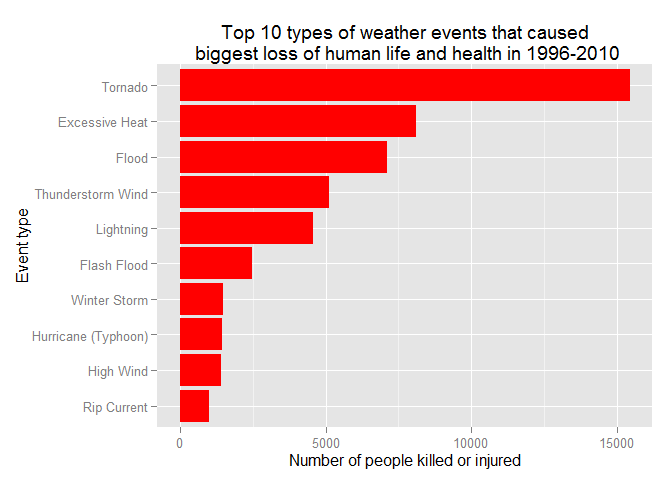 Top 10 types of weather events that caused
biggest loss of human life and health in 1996-2010
Event type
Tornado
Excessive Heat
Flood
Thunderstorm Wind
Lightning
Flash Flood
Winter Storm
Hurricane (Typhoon)
High Wind
Rip Current
0 5000 10000 15000
Number of people killed or injured